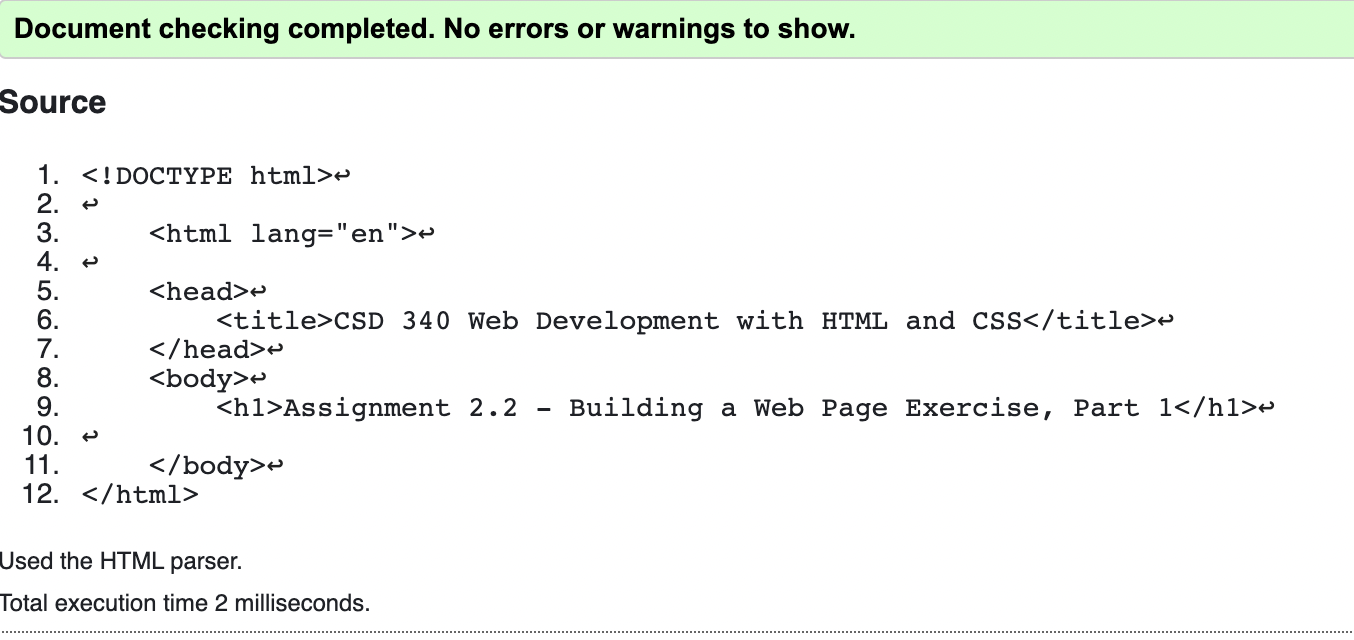 Document checking completed. No errors or warnings to show.
Source
1. <!DOCTYPE html>↩
2. ↩
3.     <html lang="en">↩
4. ↩
5.     <head>↩
6.         <title>CSD 340 Web Development with HTML and CSS</title>↩
7.     </head>↩
8.     <body>↩
9.         <h1>Assignment 2.2 – Building a Web Page Exercise, Part 1</h1>↩
10. ↩
11.     </body>↩
12. </html>
Used the HTML parser.
Total execution time 2 milliseconds.